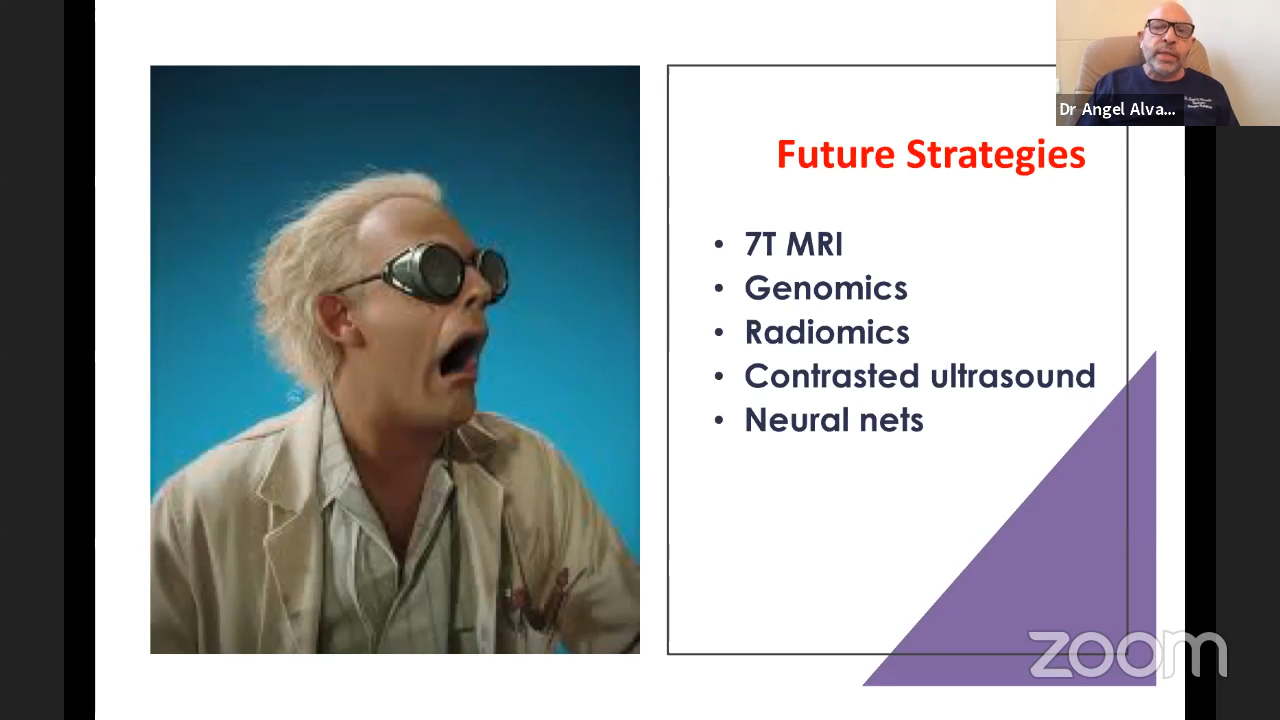 Dr Angel Alva...
Future Strategies
• 7T MRI
• Genomics
• Radiomics
• Contrasted ultrasound
• Neural nets
zoom